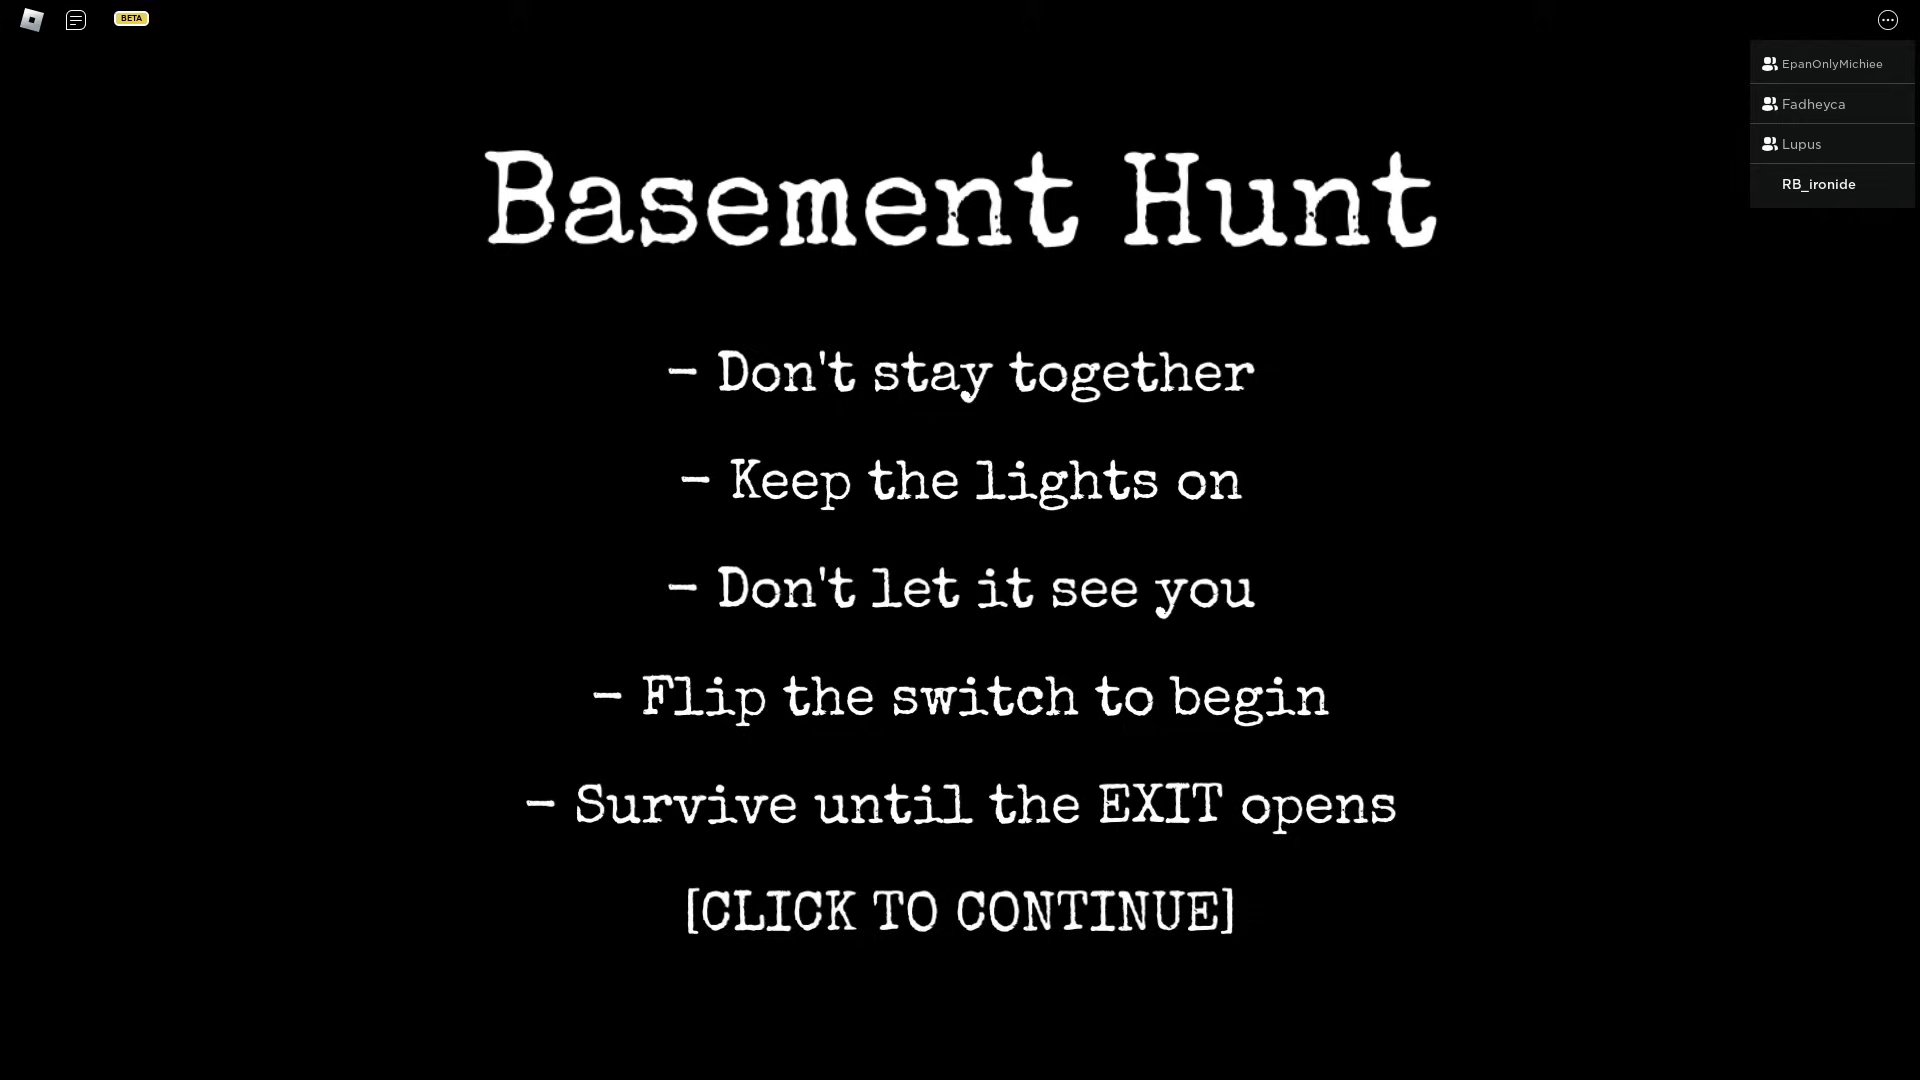 BETA
EpanOnlyMichiee
Fadheyca
Lupus
RB_ironide
Basement Hunt
- Don't stay together
- Keep the lights on
- Don't let it see you
- Flip the switch to begin
- Survive until the EXIT opens
[CLICK TO CONTINUE]